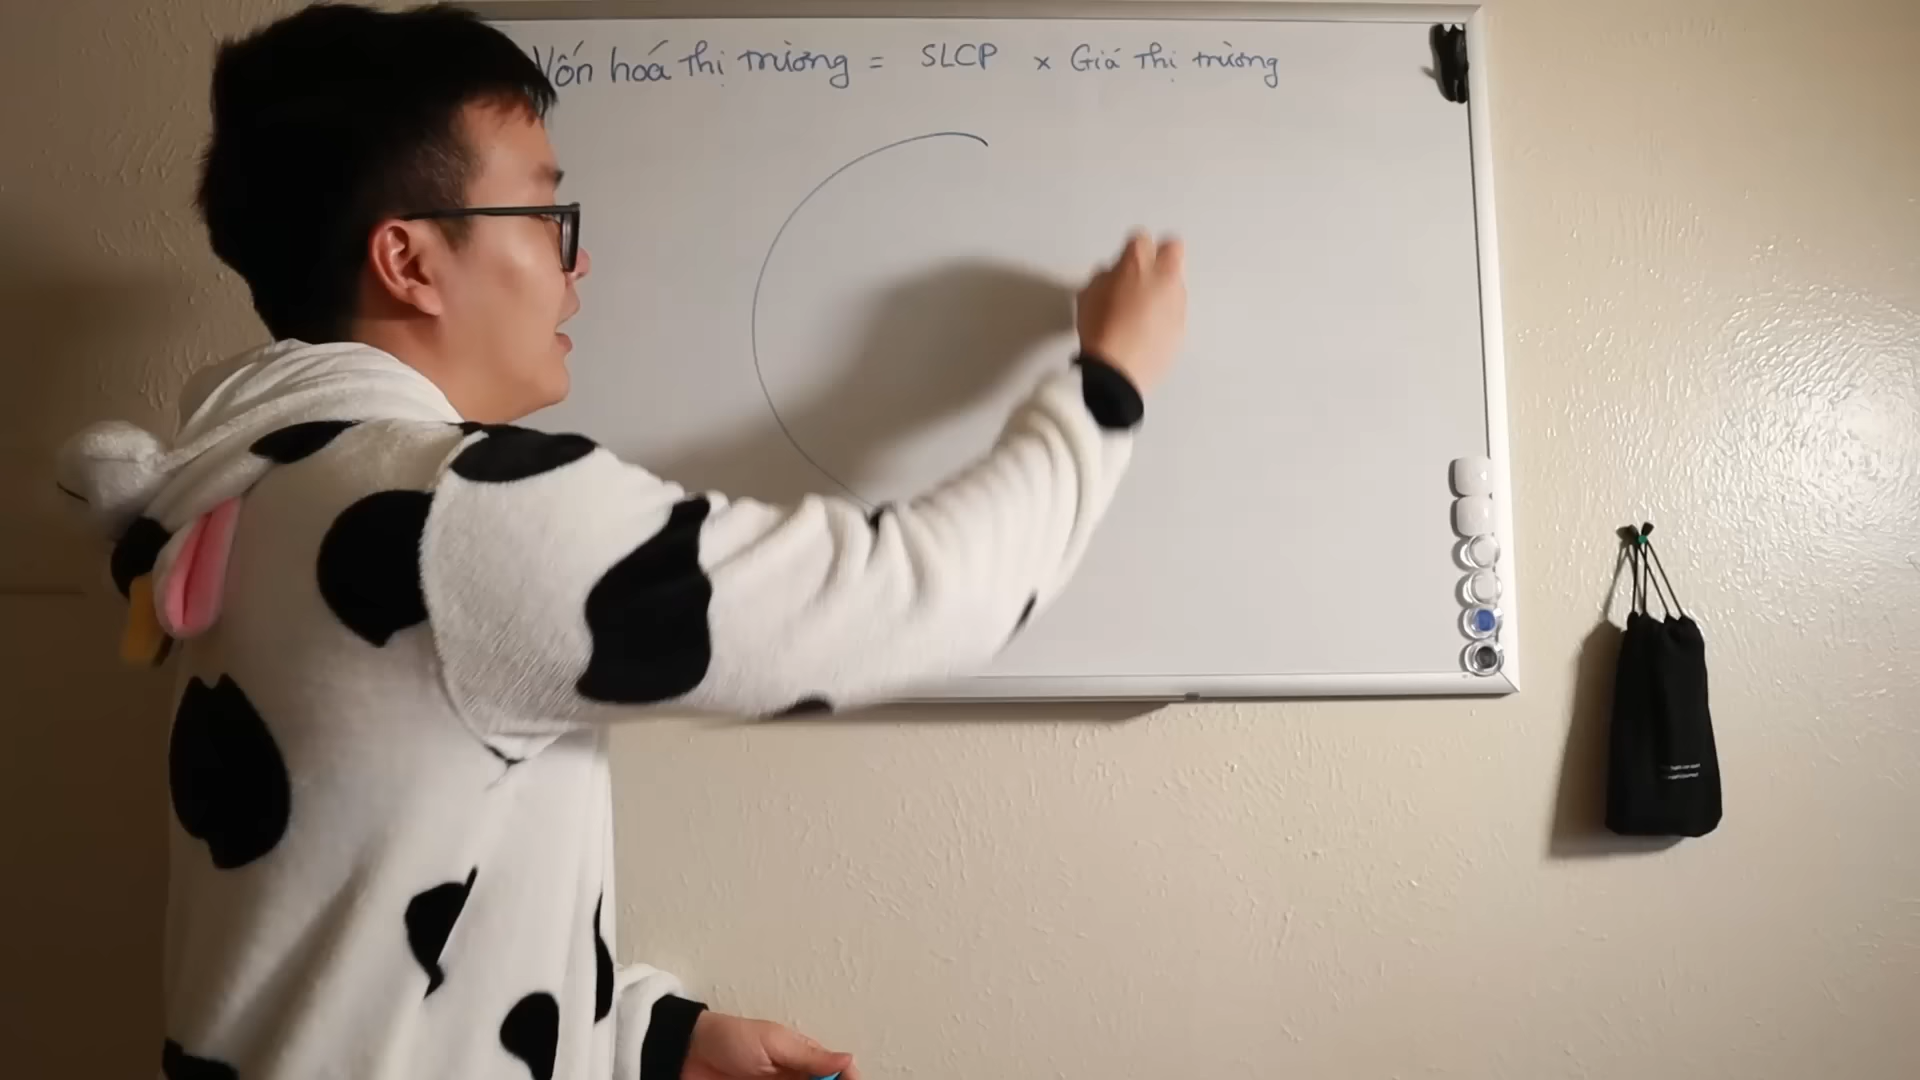 Vốn hoá thị trường = SLCP x Giá thị trường